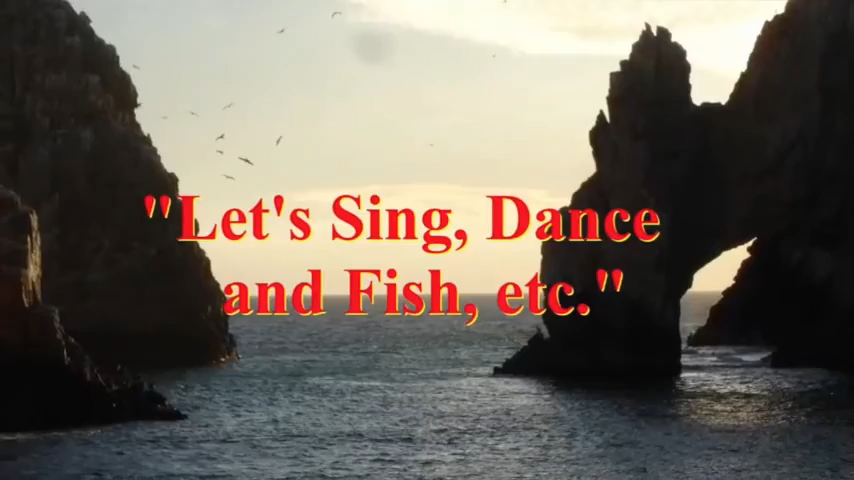 "Let's Sing, Dance
and Fish, etc."